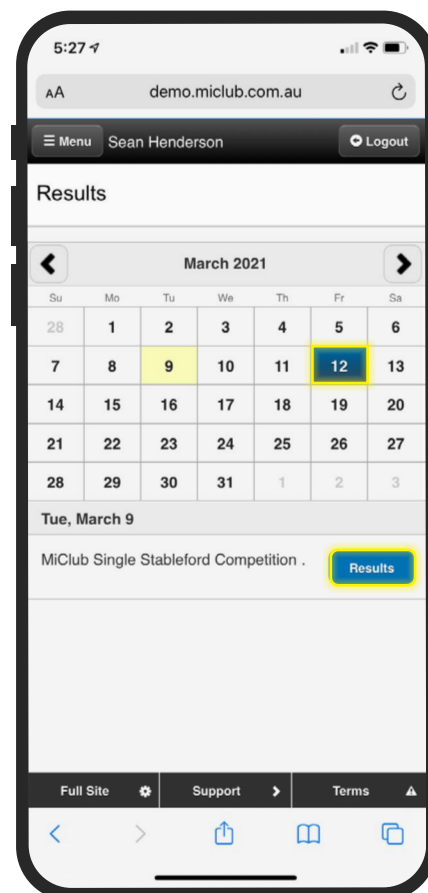 5:27
AA demo.miclub.com.au
Menu Sean Henderson Logout
Results
March 2021
Su Mo Tu We Th Fr Sa
28 1 2 3 4 5 6
7 8 9 10 11 12 13
14 15 16 17 18 19 20
21 22 23 24 25 26 27
28 29 30 31 1 2 3
Tue, March 9
MiClub Single Stableford Competition . Results
Full Site Support Terms